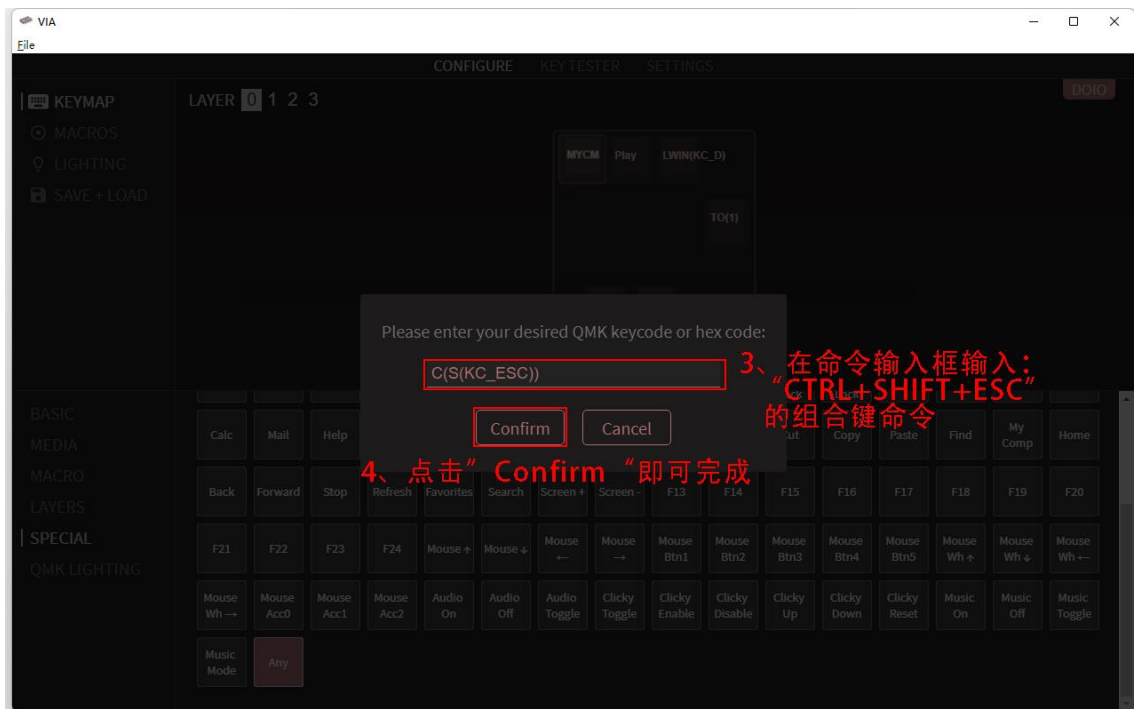 VIA
File
CONFIGURE KEY TESTER SETTINGS
KEYMAP
MACROS
LIGHTING
SAVE + LOAD
LAYER 0 1 2 3
DOIO
MYCM Play LWIN(KC_D)
TO(1)
Please enter your desired QMK keycode or hex code:
C(S(KC_ESC))
Confirm Cancel
3、在命令输入框输入：
“CTRL+SHIFT+ESC”
的组合键命令
4、点击” Confirm “即可完成
BASIC
MEDIA
MACRO
LAYERS
SPECIAL
QMK LIGHTING
Calc Mail Help Cut Copy Paste Find My Comp Home
Back Forward Stop Refresh Favorites Search Screen + Screen - F13 F14 F15 F16 F17 F18 F19 F20
F21 F22 F23 F24 Mouse ↑ Mouse ↓ Mouse ← Mouse → Mouse Btn1 Mouse Btn2 Mouse Btn3 Mouse Btn4 Mouse Btn5 Mouse Wh ↑ Mouse Wh ↓ Mouse Wh ←
Mouse Wh → Mouse Acc0 Mouse Acc1 Mouse Acc2 Audio On Audio Off Audio Toggle Clicky Toggle Clicky Enable Clicky Disable Clicky Up Clicky Down Clicky Reset Music On Music Off Music Toggle
Music Mode Any